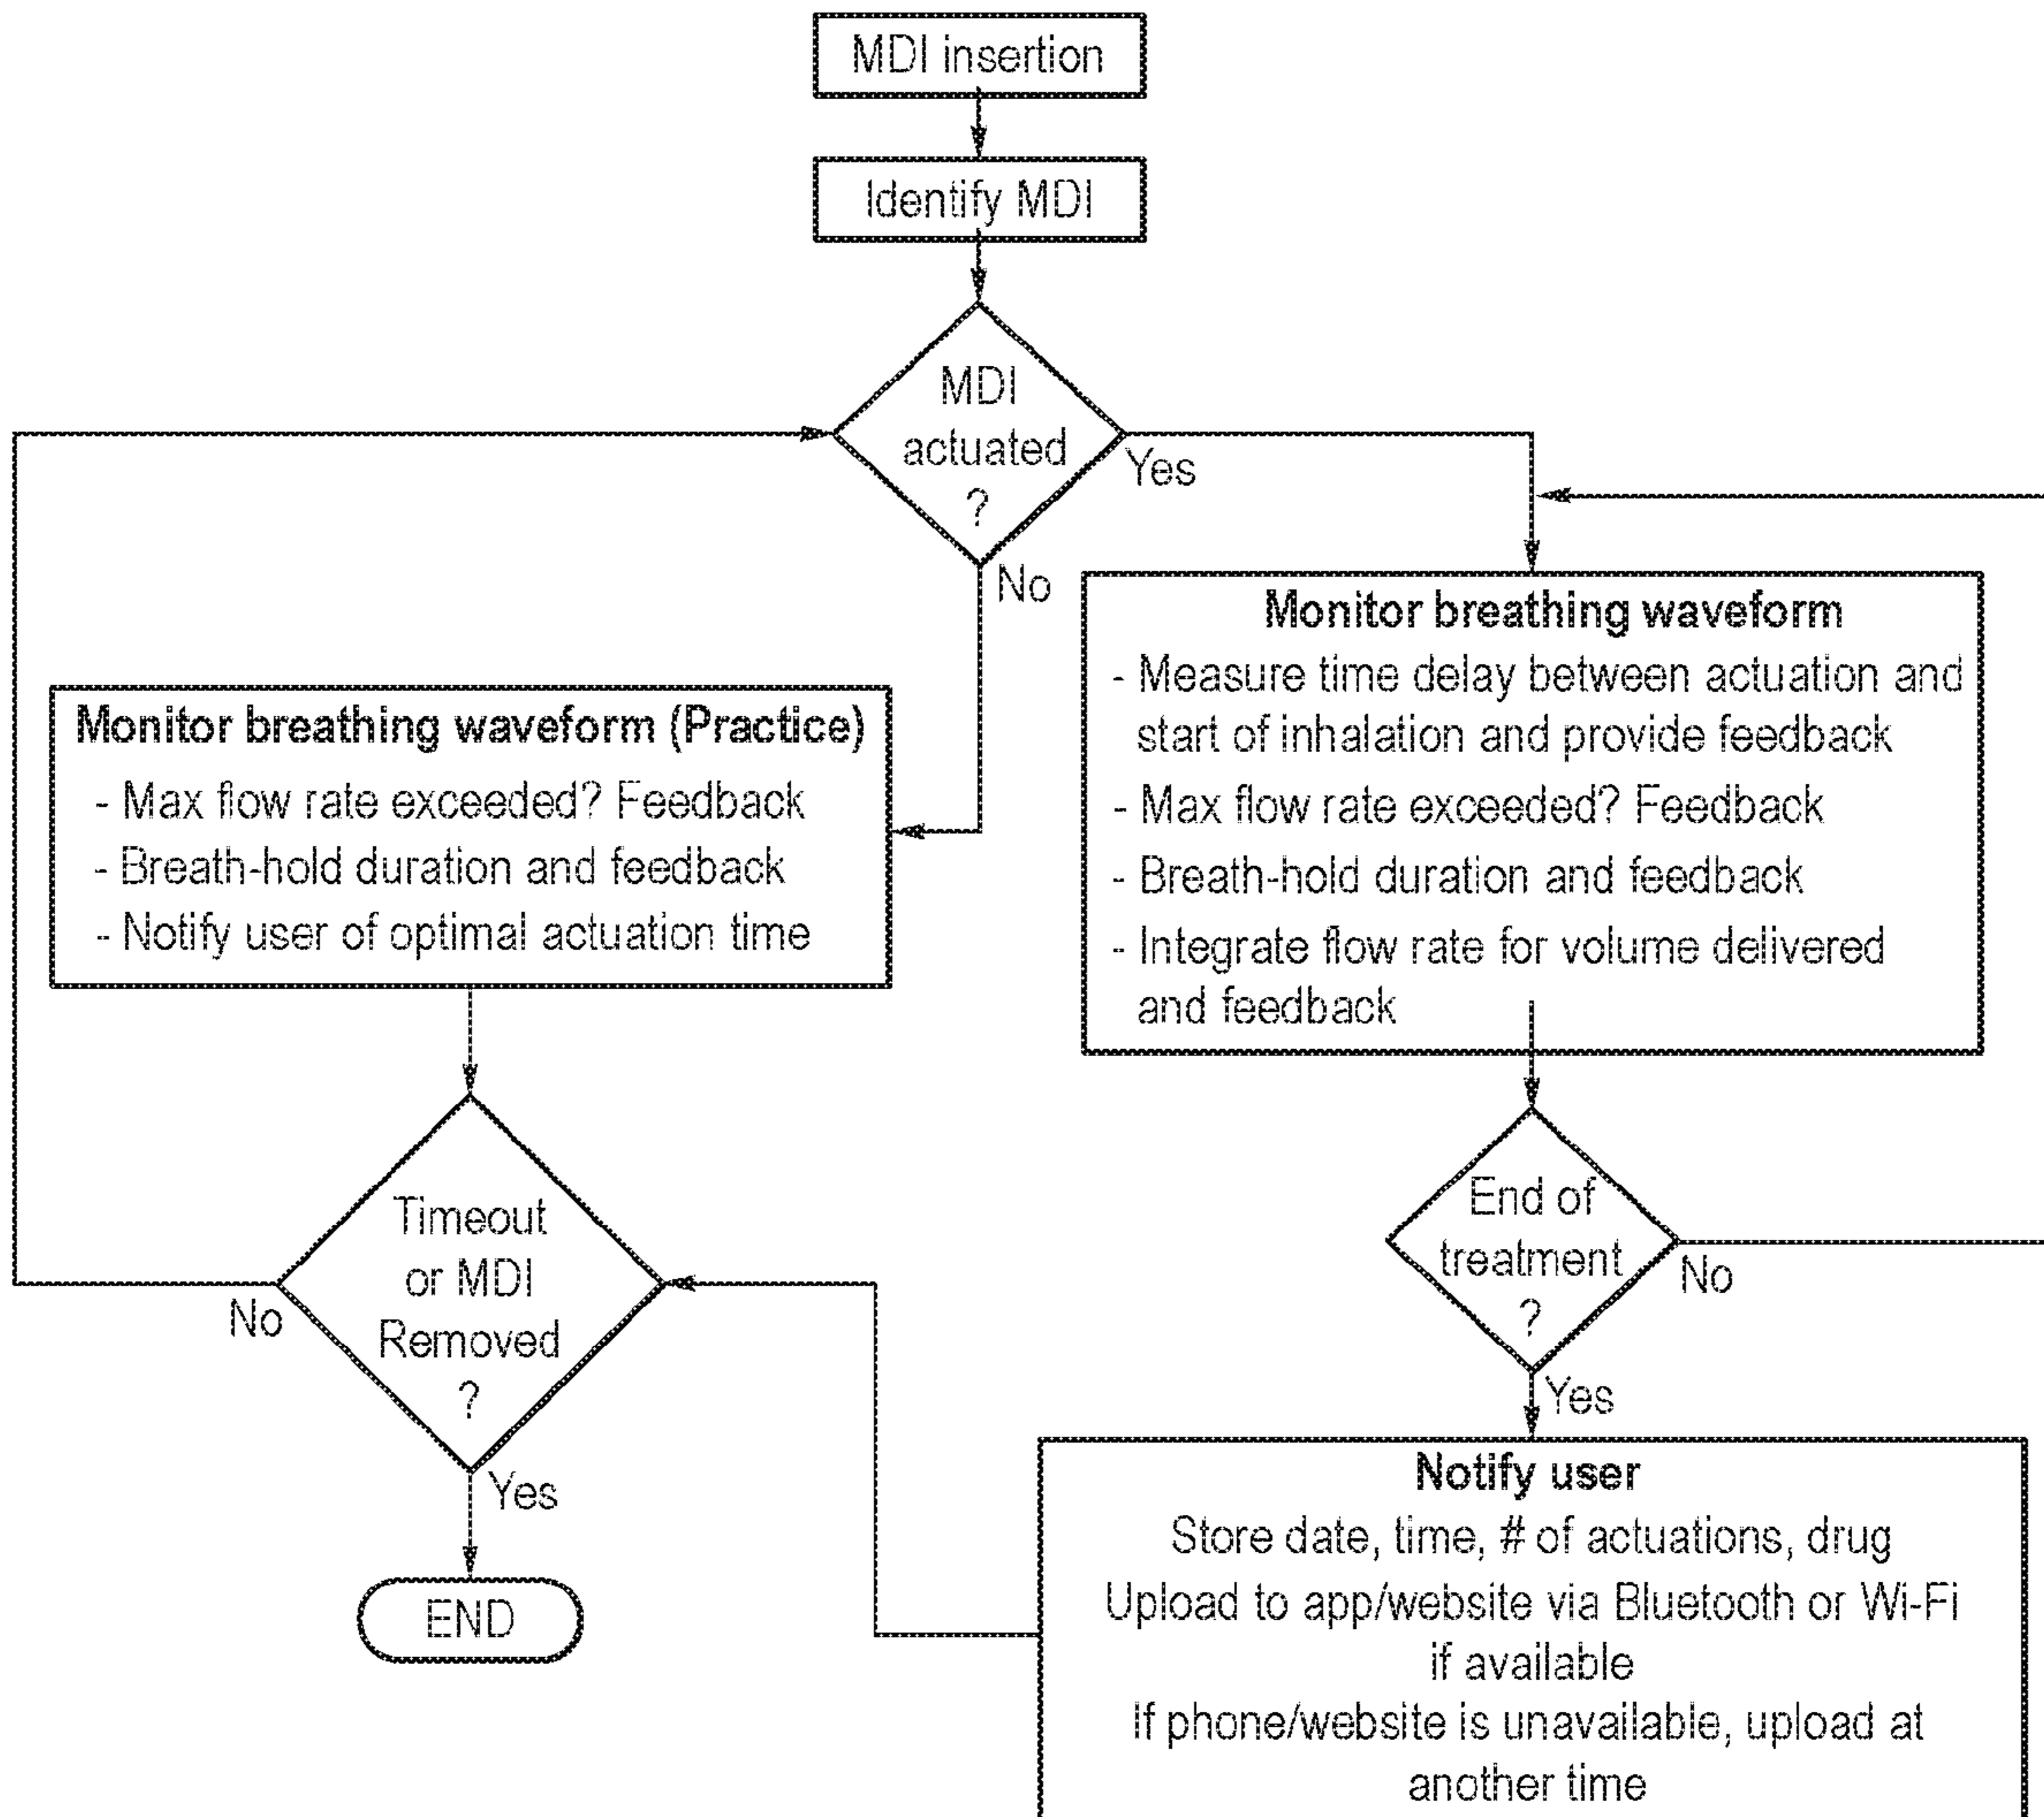 MDI insertion
Identify MDI
MDI
actuated
?
Yes
No
Monitor breathing waveform (Practice)
- Max flow rate exceeded? Feedback
- Breath-hold duration and feedback
- Notify user of optimal actuation time
Monitor breathing waveform
- Measure time delay between actuation and
start of inhalation and provide feedback
- Max flow rate exceeded? Feedback
- Breath-hold duration and feedback
- Integrate flow rate for volume delivered
and feedback
Timeout
or MDI
Removed
?
No
Yes
END
End of
treatment
?
No
Yes
Notify user
Store date, time, # of actuations, drug
Upload to app/website via Bluetooth or Wi-Fi
if available
If phone/website is unavailable, upload at
another time